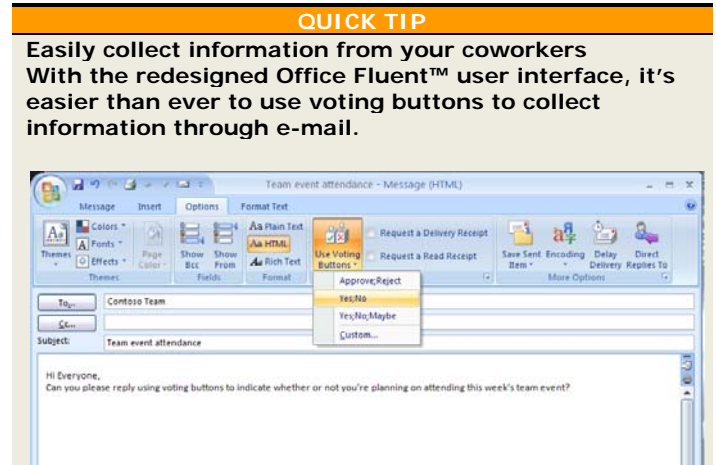 QUICK TIP
Easily collect information from your coworkers
With the redesigned Office Fluent™ user interface, it's
easier than ever to use voting buttons to collect
information through e-mail.
Team event attendance - Message (HTML)
Message Insert Options Format Text
Aa Colors Fonts Effects Themes Page Color
Themes
Show Bcc Show From
Fields
Aa Plain Text
Aa HTML
Aa Rich Text
Format
Use Voting Buttons
Request a Delivery Receipt
Request a Read Receipt
Save Sent Item Encoding Delay Delivery Direct Replies To
More Options
Approve;Reject
Yes;No
Yes;No;Maybe
Custom...
To... Contoso Team
Cc...
Subject: Team event attendance
Hi Everyone,
Can you please reply using voting buttons to indicate whether or not you're planning on attending this week's team event?